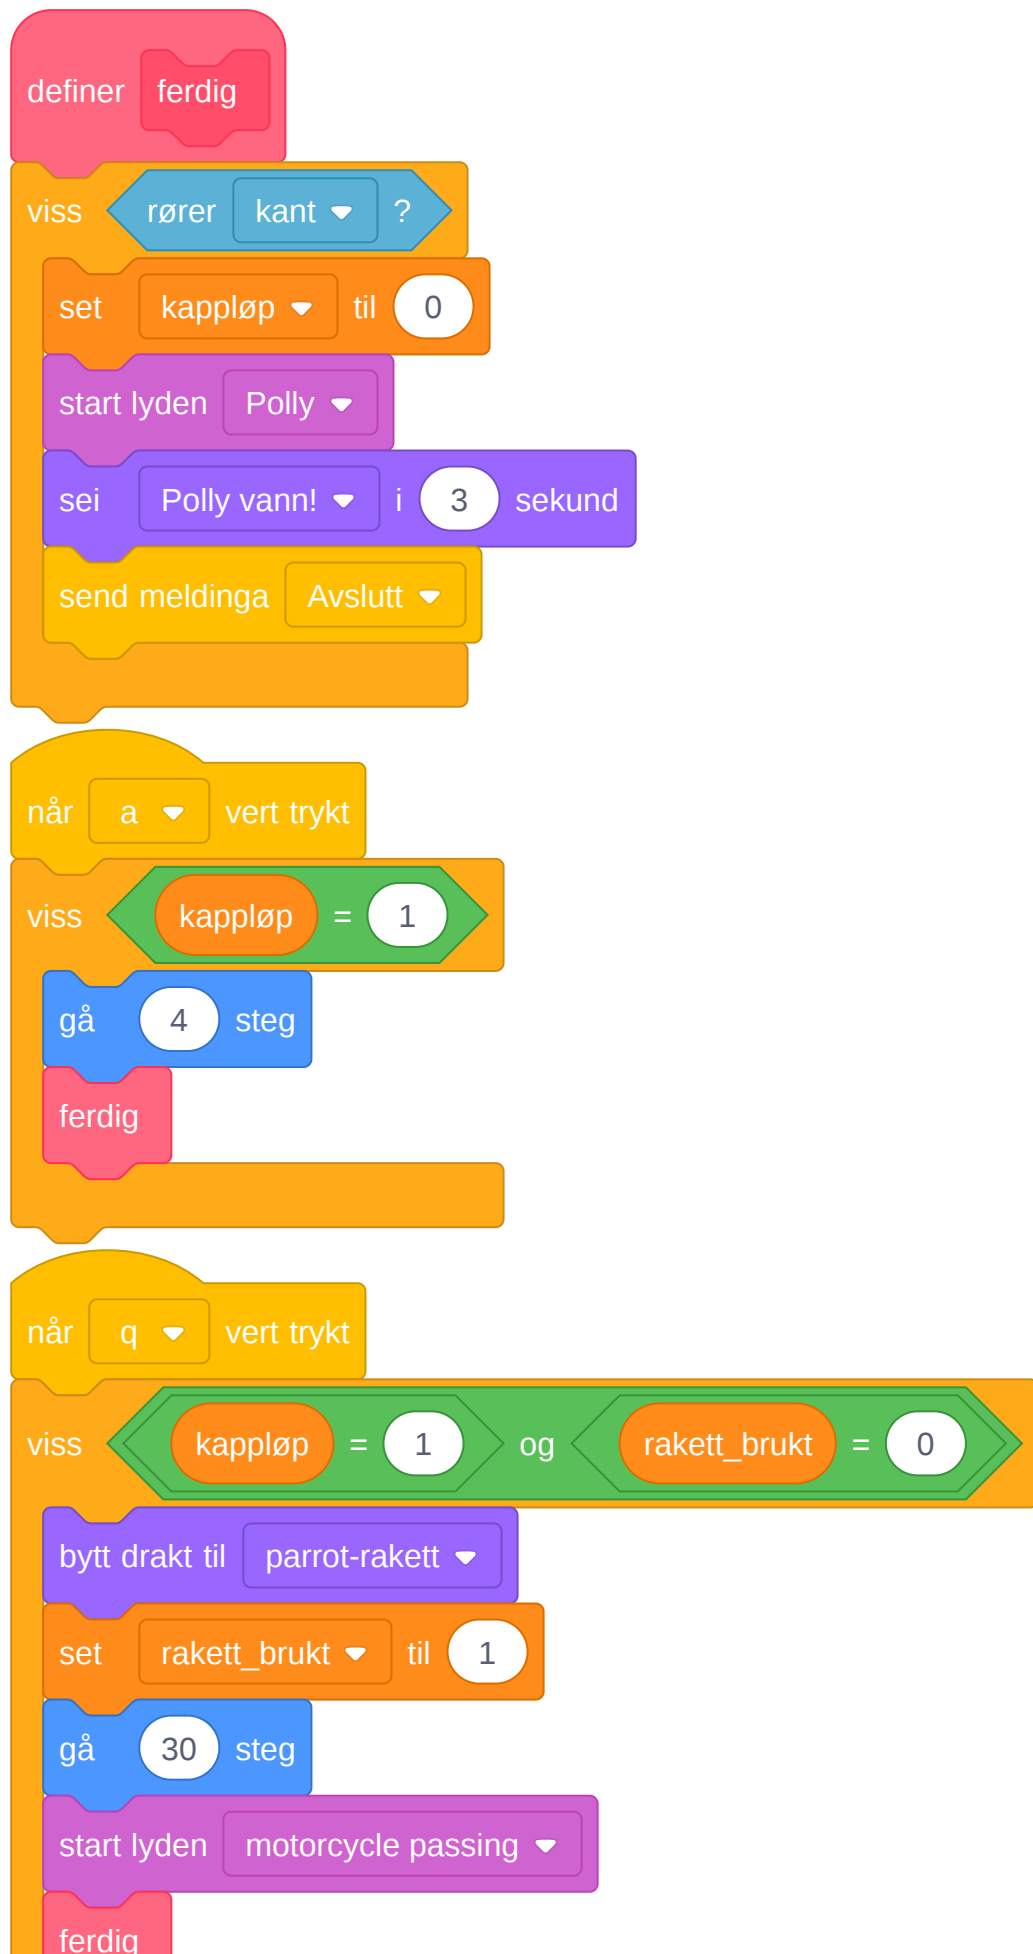 definer ferdig
viss rører kant ?
set kappløp til 0
start lyden Polly
sei Polly vann! i 3 sekund
send meldinga Avslutt
når a vert trykt
viss kappløp = 1
gå 4 steg
ferdig
når q vert trykt
viss kappløp = 1 og rakett_brukt = 0
bytt drakt til parrot-rakett
set rakett_brukt til 1
gå 30 steg
start lyden motorcycle passing
ferdig